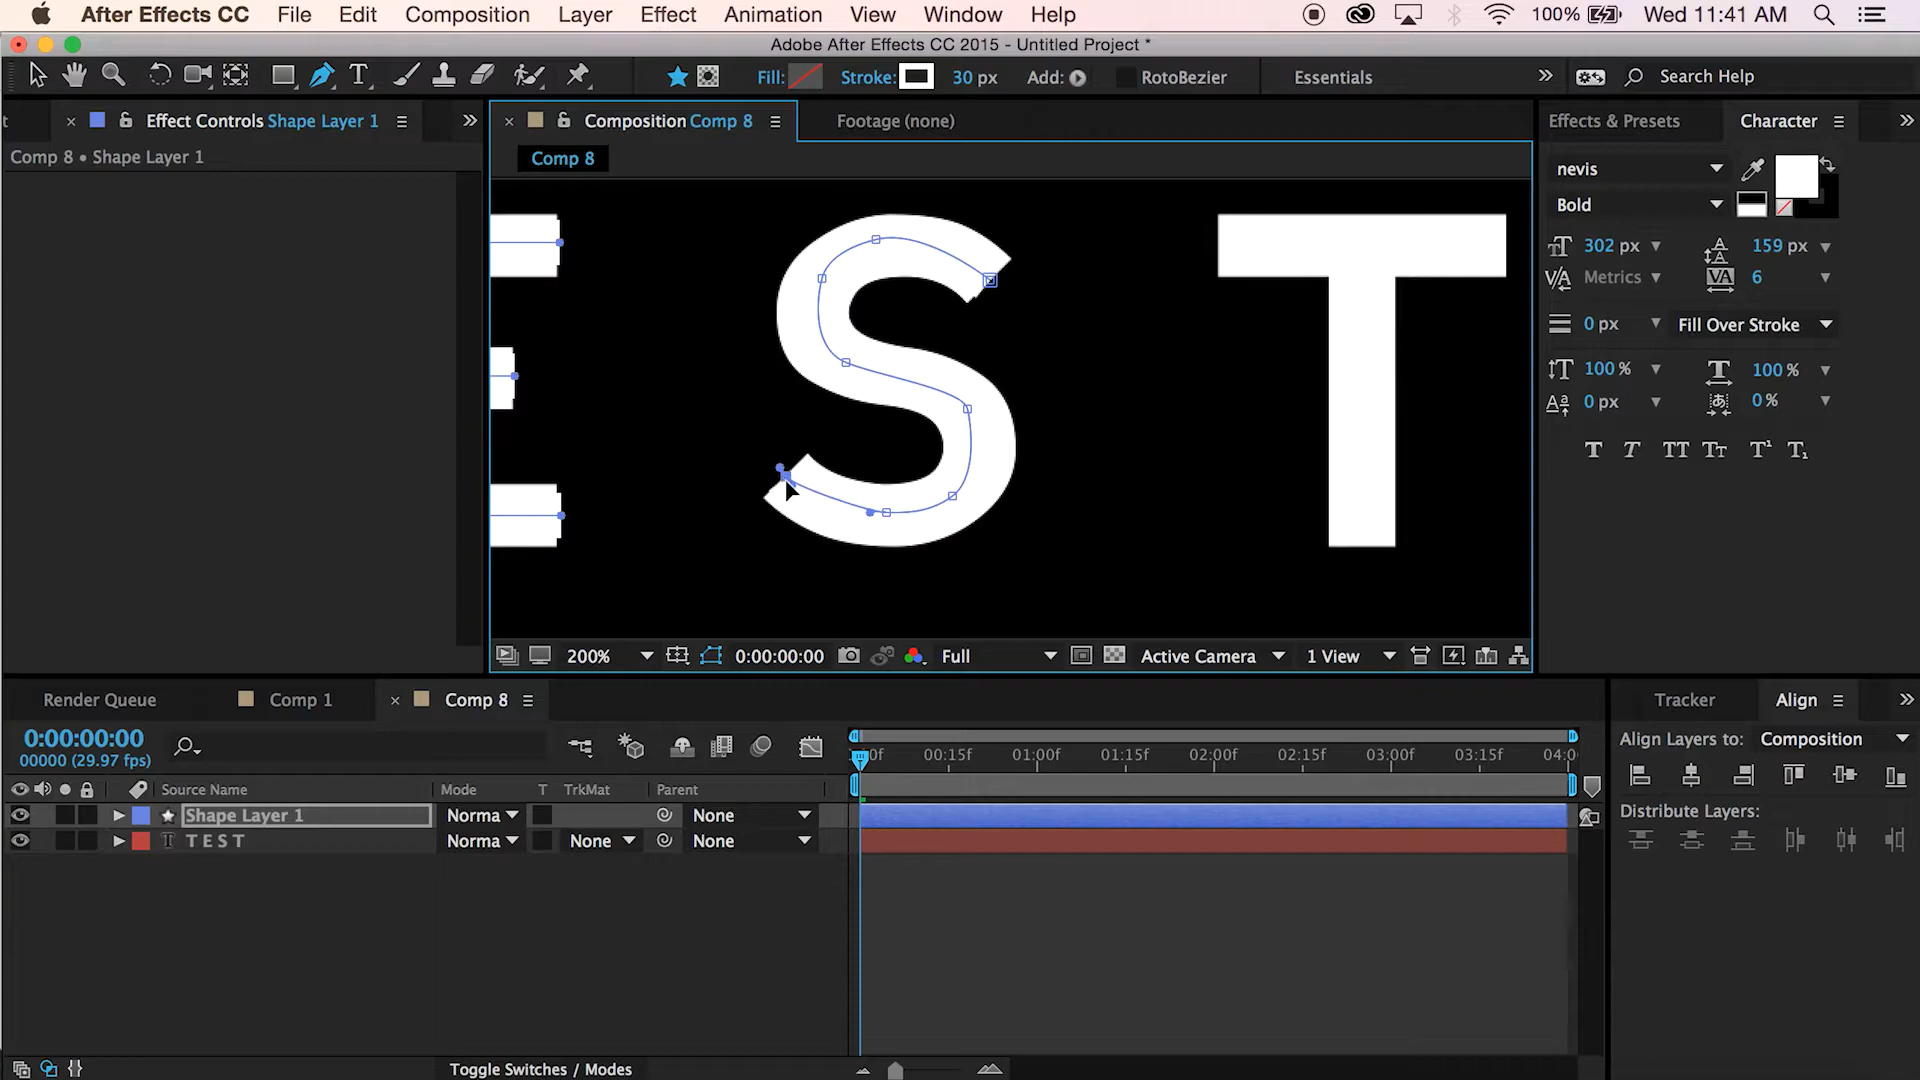 After Effects CC File Edit Composition Layer Effect Animation View Window Help 100% Wed 11:41 AM
Adobe After Effects CC 2015 - Untitled Project *
T Fill: Stroke: 30 px Add: RotoBezier Essentials Search Help
t Effect Controls Shape Layer 1 Composition Comp 8 Footage (none) Effects & Presets Character
Comp 8 • Shape Layer 1 Comp 8
nevis
Bold
S T
302 px 159 px
Metrics 6
0 px Fill Over Stroke
100 % 100 %
0 px 0 %
T T TT Tт T¹ T₁
200% 0:00:00:00 Full Active Camera 1 View
Render Queue Comp 1 Comp 8 Tracker Align
0:00:00:00
00000 (29.97 fps)
00f 00:15f 01:00f 01:15f 02:00f 02:15f 03:00f 03:15f 04:0
Align Layers to: Composition
Source Name Mode T TrkMat Parent
Distribute Layers:
Shape Layer 1 Norma None
T E S T Norma None None
Toggle Switches / Modes